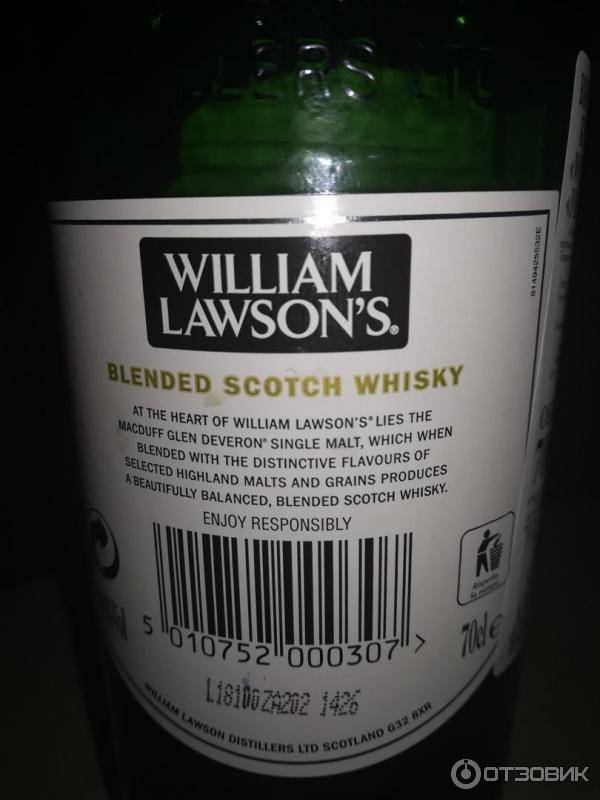 WILLIAM
LAWSON'S®
BLENDED SCOTCH WHISKY
AT THE HEART OF WILLIAM LAWSON'S® LIES THE
MACDUFF GLEN DEVERON® SINGLE MALT, WHICH WHEN
BLENDED WITH THE DISTINCTIVE FLAVOURS OF
SELECTED HIGHLAND MALTS AND GRAINS PRODUCES
A BEAUTIFULLY BALANCED, BLENDED SCOTCH WHISKY.
ENJOY RESPONSIBLY
5 010752 000307 >
L18100ZA202 1426
WILLIAM LAWSON DISTILLERS LTD SCOTLAND G32 8XR
70cl e
8149425532E
ОТЗОВИК